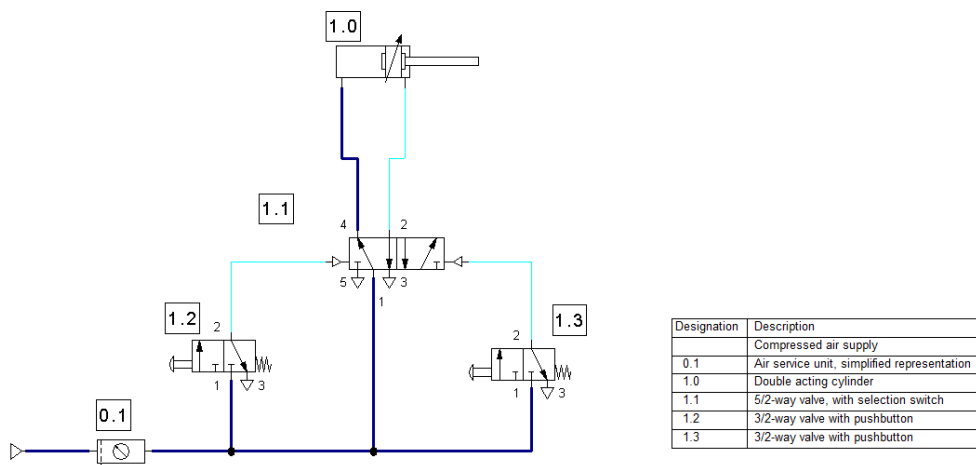 1.0
1.1
4 2
5 3
1
1.2
2
1 3
1.3
2
1 3
0.1
Designation Description
Compressed air supply
0.1 Air service unit, simplified representation
1.0 Double acting cylinder
1.1 5/2-way valve, with selection switch
1.2 3/2-way valve with pushbutton
1.3 3/2-way valve with pushbutton